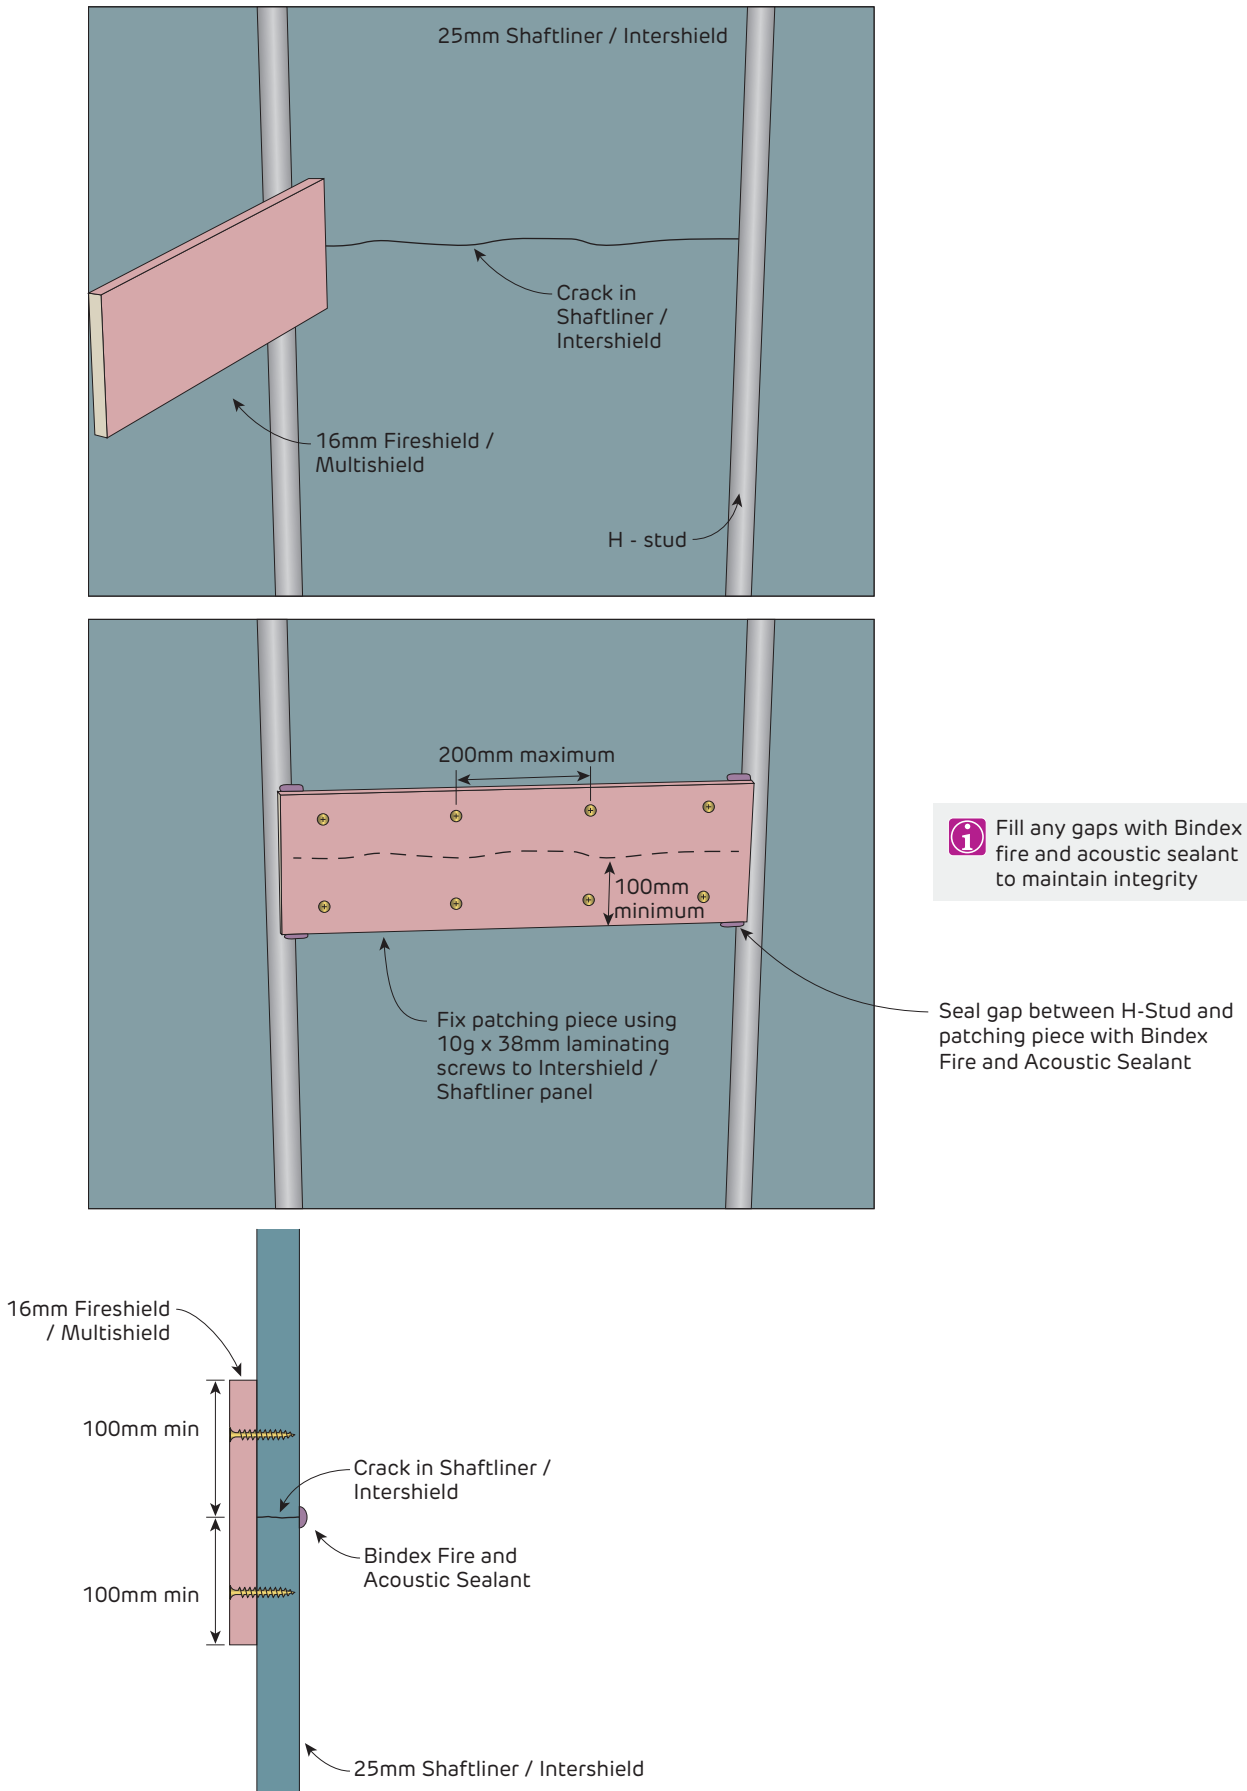 25mm Shaftliner / Intershield
Crack in
Shaftliner /
Intershield
16mm Fireshield /
Multishield
H - stud
200mm maximum
100mm
minimum
Fill any gaps with Bindex
fire and acoustic sealant
to maintain integrity
Fix patching piece using
10g x 38mm laminating
screws to Intershield /
Shaftliner panel
Seal gap between H-Stud and
patching piece with Bindex
Fire and Acoustic Sealant
16mm Fireshield
/ Multishield
100mm min
Crack in Shaftliner /
Intershield
Bindex Fire and
Acoustic Sealant
100mm min
25mm Shaftliner / Intershield